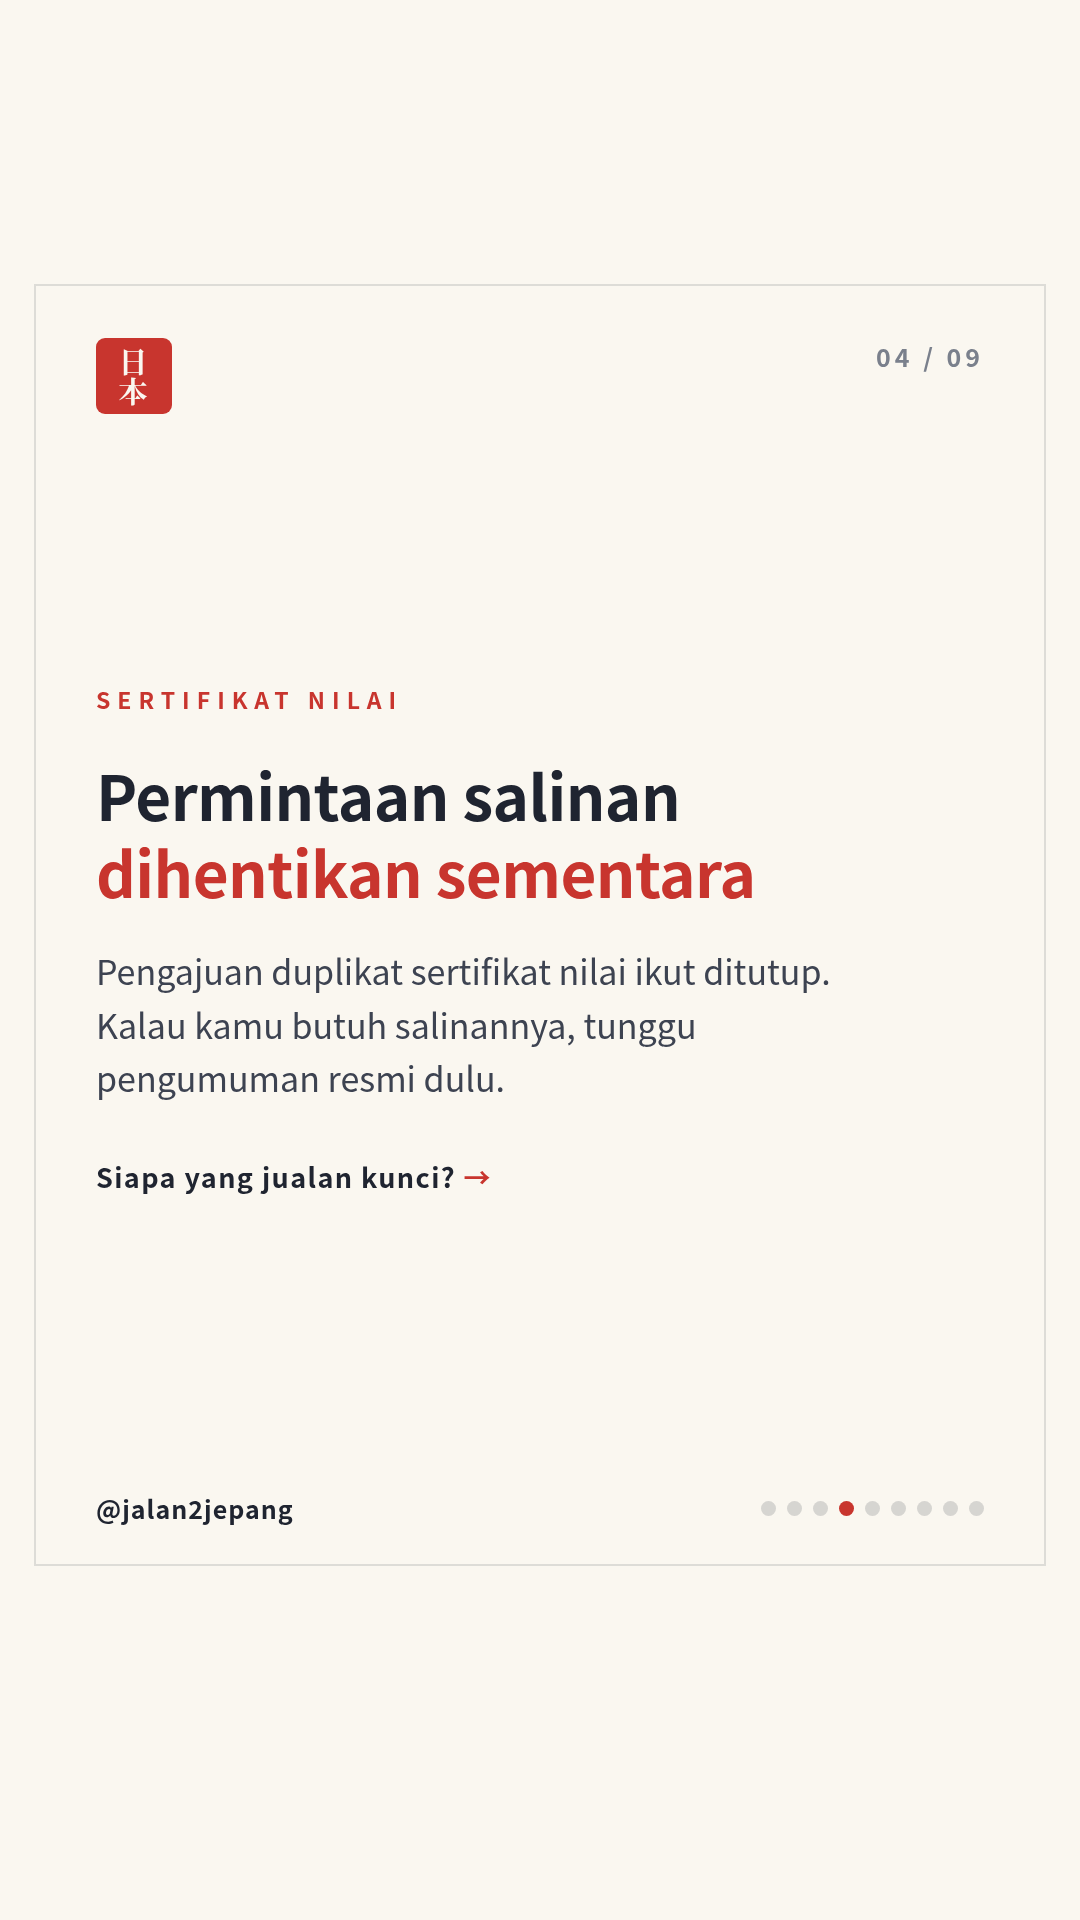 日
本
04 / 09
SERTIFIKAT NILAI
Permintaan salinan
dihentikan sementara
Pengajuan duplikat sertifikat nilai ikut ditutup.
Kalau kamu butuh salinannya, tunggu
pengumuman resmi dulu.
Siapa yang jualan kunci? →
@jalan2jepang